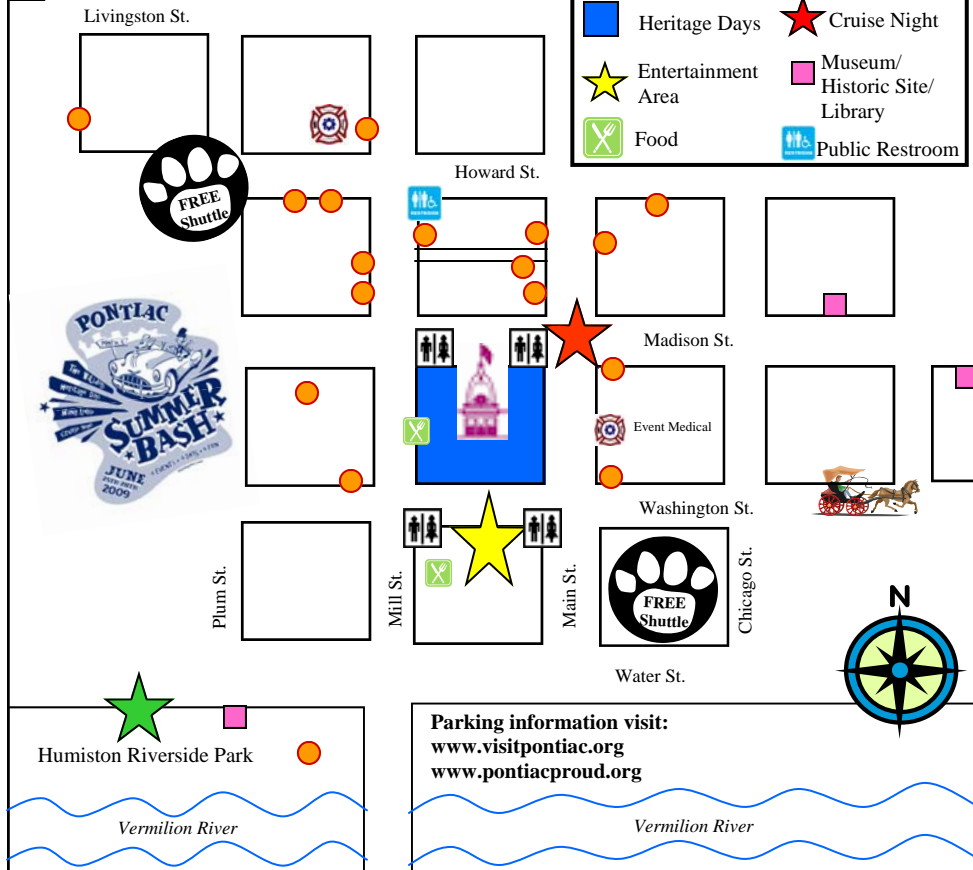 Livingston St.
Heritage Days
Cruise Night
Entertainment
Area
Museum/
Historic Site/
Library
Food
RESTROOM
Public Restroom
Howard St.
FREE
Shuttle
RESTROOM
PONTIAC
SUMMER
BASH
JUNE
2009
Madison St.
Event Medical
Washington St.
Plum St.
Mill St.
Main St.
Chicago St.
FREE
Shuttle
N
Water St.
Humiston Riverside Park
Parking information visit:
www.visitpontiac.org
www.pontiacproud.org
Vermilion River
Vermilion River